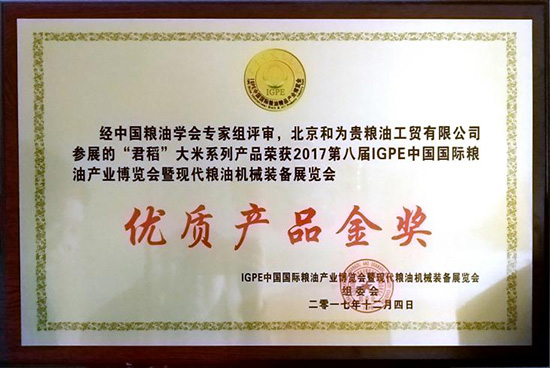 IGPE
经中国粮油学会专家组评审，北京和为贵粮油工贸有限公司
参展的“君稻”大米系列产品荣获2017第八届IGPE中国国际粮
油产业博览会暨现代粮油机械装备展览会
优质产品金奖
IGPE中国国际粮油产业博览会暨现代粮油机械装备展览会
组委会
二零一七年十二月四日